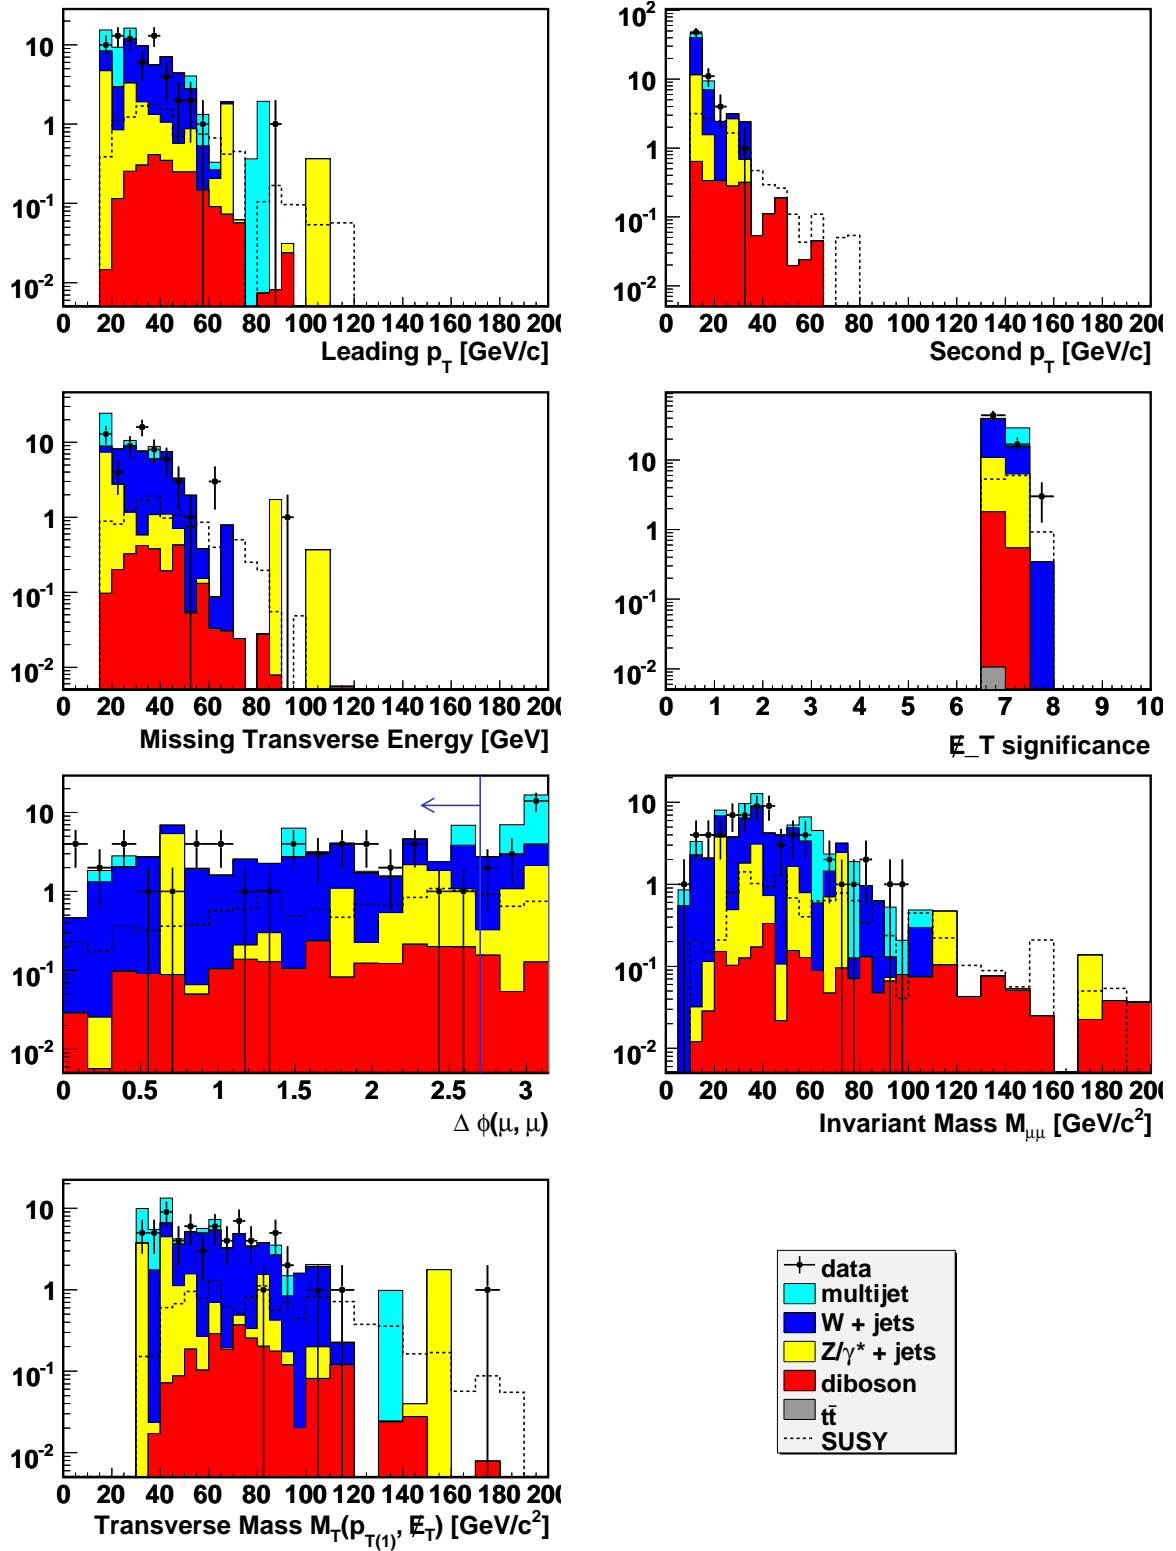 10
1
10^-1
10^-2
0 20 40 60 80 100 120 140 160 180 200
Leading p_T [GeV/c]
10^2
10
1
10^-1
10^-2
0 20 40 60 80 100 120 140 160 180 200
Second p_T [GeV/c]
10
1
10^-1
10^-2
0 20 40 60 80 100 120 140 160 180 200
Missing Transverse Energy [GeV]
10
1
10^-1
10^-2
0 1 2 3 4 5 6 7 8 9 10
E̸_T significance
10
1
10^-1
10^-2
0 0.5 1 1.5 2 2.5 3
Δ ϕ(μ, μ)
10
1
10^-1
10^-2
0 20 40 60 80 100 120 140 160 180 200
Invariant Mass M_μμ [GeV/c^2]
10
1
10^-1
10^-2
0 20 40 60 80 100 120 140 160 180 200
Transverse Mass M_T(p_T(1), E̸_T) [GeV/c^2]
data
multijet
W + jets
Z/γ* + jets
diboson
tt̄
SUSY